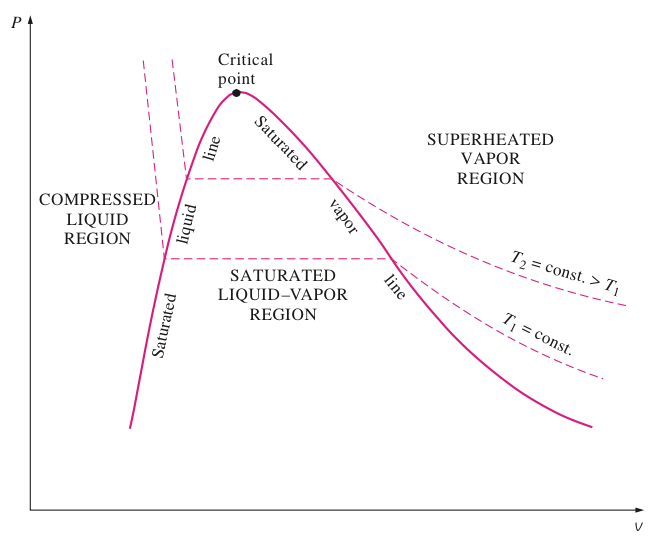 P
Critical
point
SUPERHEATED
VAPOR
REGION
line
Saturated
COMPRESSED
LIQUID
REGION
liquid
vapor
SATURATED
LIQUID–VAPOR
REGION
line
Saturated
T₂ = const. > T₁
T₁ = const.
v